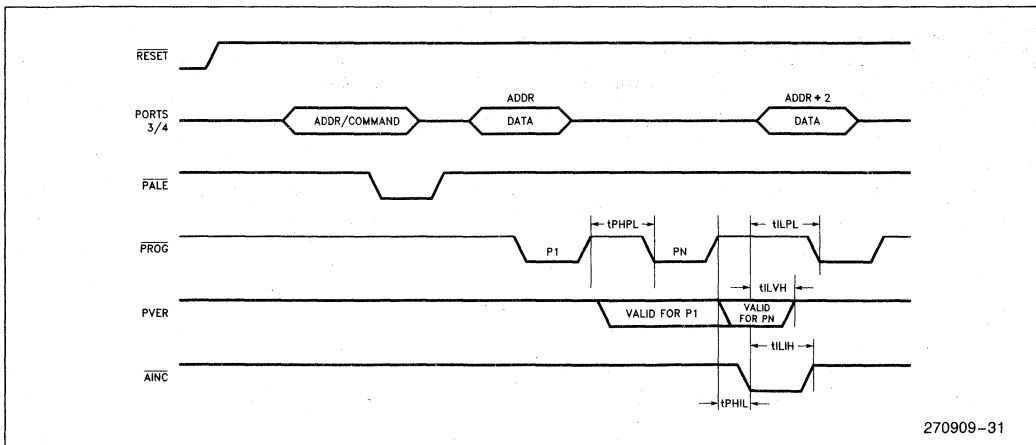 RESET
ADDR
ADDR + 2
PORTS
3/4
ADDR/COMMAND
DATA
DATA
PALE
tPHPL
tILPL
PROG
P1
PN
tILVH
PVER
VALID FOR P1
VALID
FOR PN
tILIH
AINC
tPHIL
270909-31